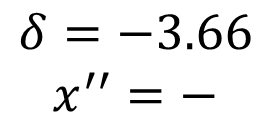 δ = −3.66
x′′ = −